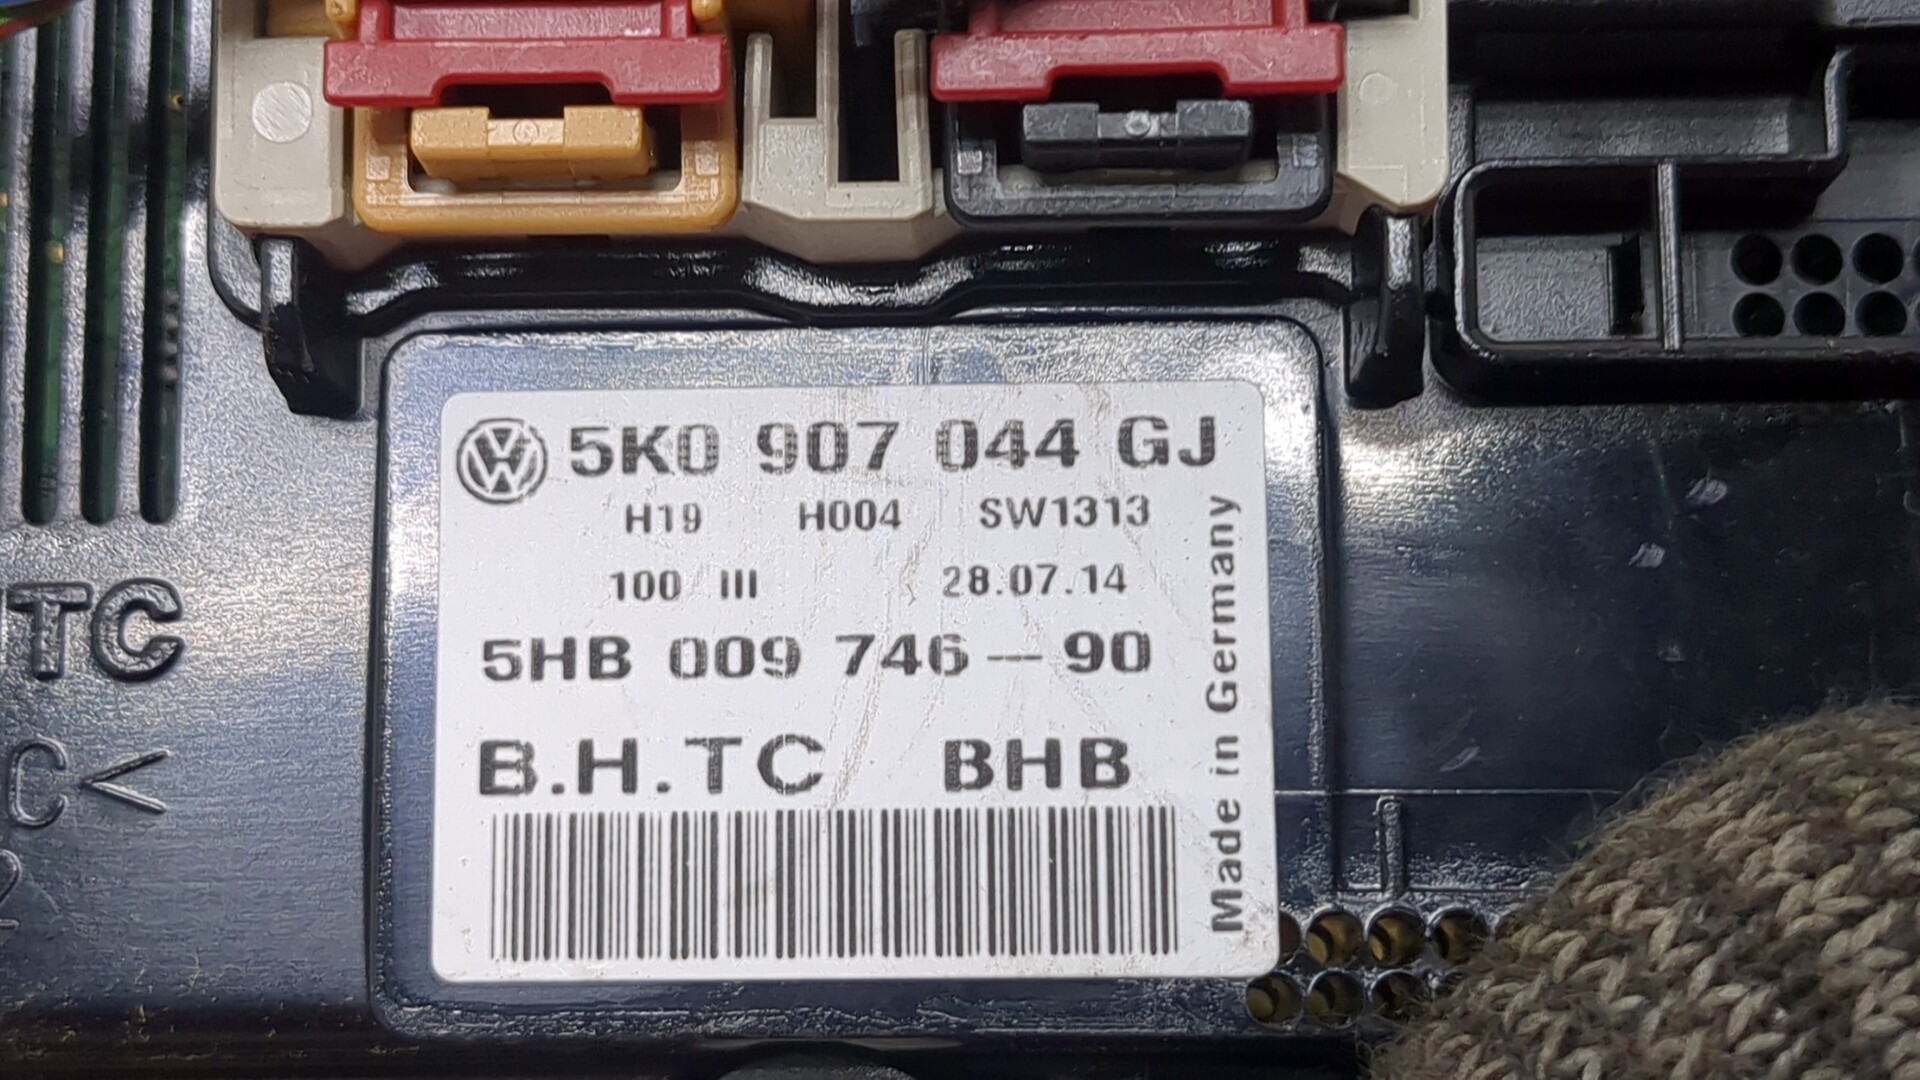 5K0 907 044 GJ
H19 H004 SW1313
100 III 28.07.14
5HB 009 746-90
B.H.TC BHB
Made in Germany
TC
C<
2